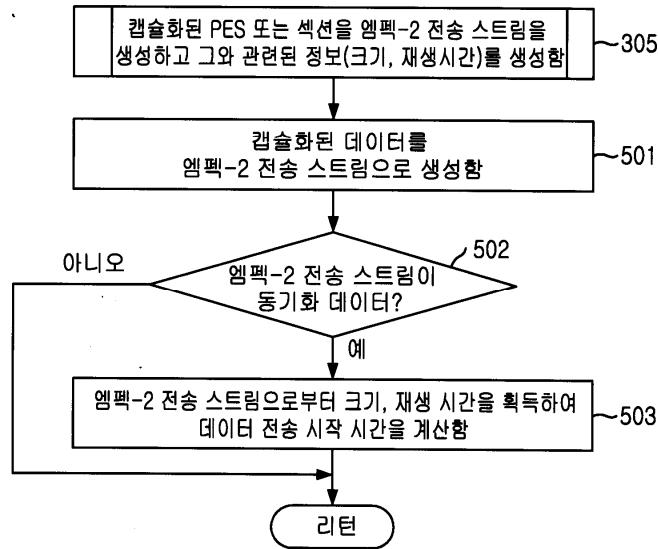 캡슐화된 PES 또는 섹션을 엠펙-2 전송 스트림을
생성하고 그와 관련된 정보(크기, 재생시간)를 생성함
305
캡슐화된 데이터를
엠펙-2 전송 스트림으로 생성함
501
502
아니오
엠펙-2 전송 스트림이
동기화 데이터?
예
엠펙-2 전송 스트림으로부터 크기, 재생 시간을 획득하여
데이터 전송 시작 시간을 계산함
503
리턴